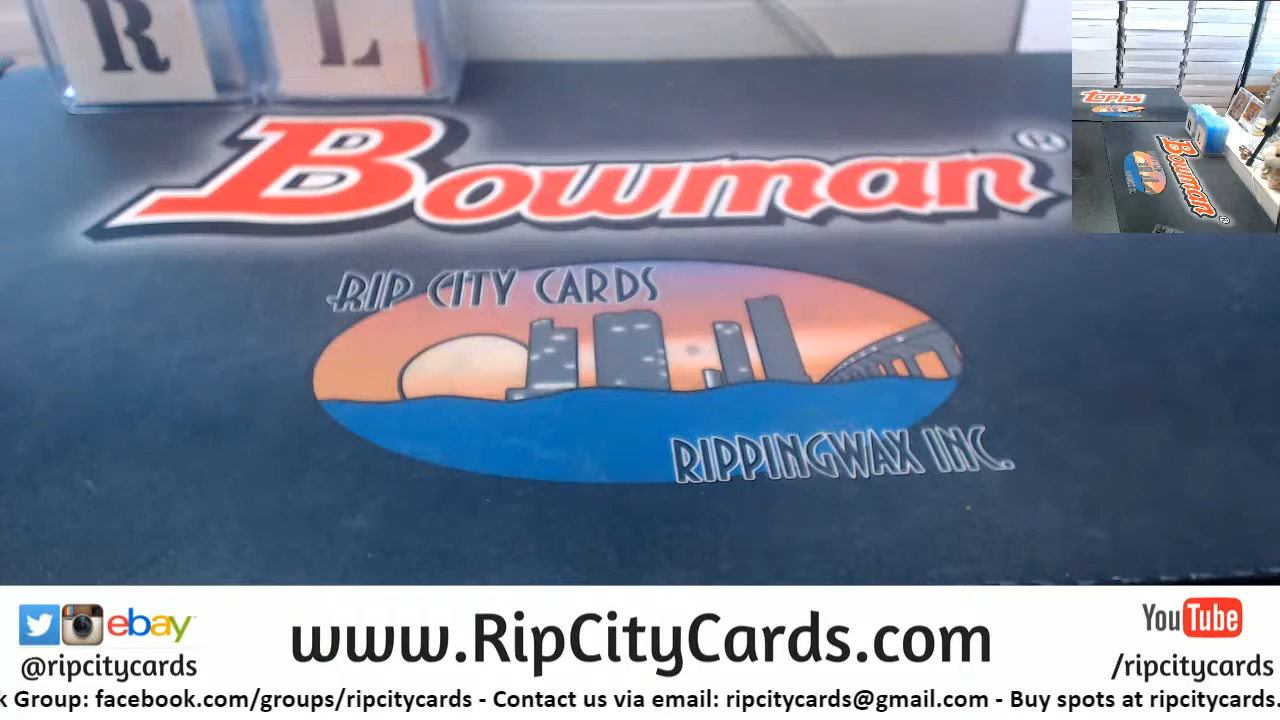 R L
Bowman®
RIP CITY CARDS
RIPPINGWAX INC.
Topps
Bowman®
ebay
www.RipCityCards.com
YouTube
@ripcitycards
/ripcitycards
k Group: facebook.com/groups/ripcitycards - Contact us via email: ripcitycards@gmail.com - Buy spots at ripcitycards.